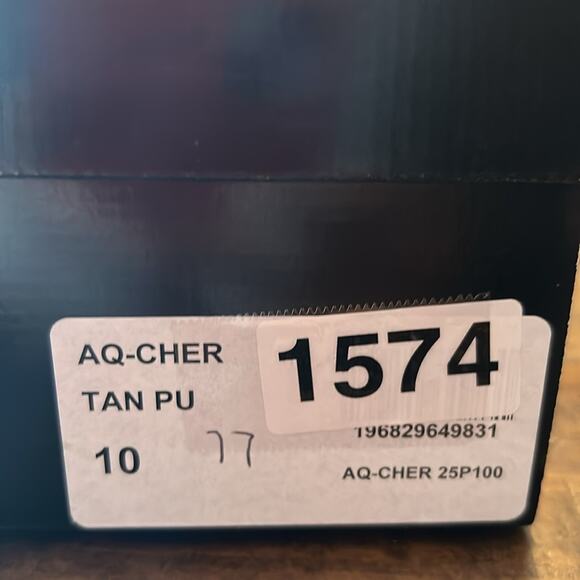 AQ-CHER
1574
TAN PU
196829649831
10
77
AQ-CHER 25P100